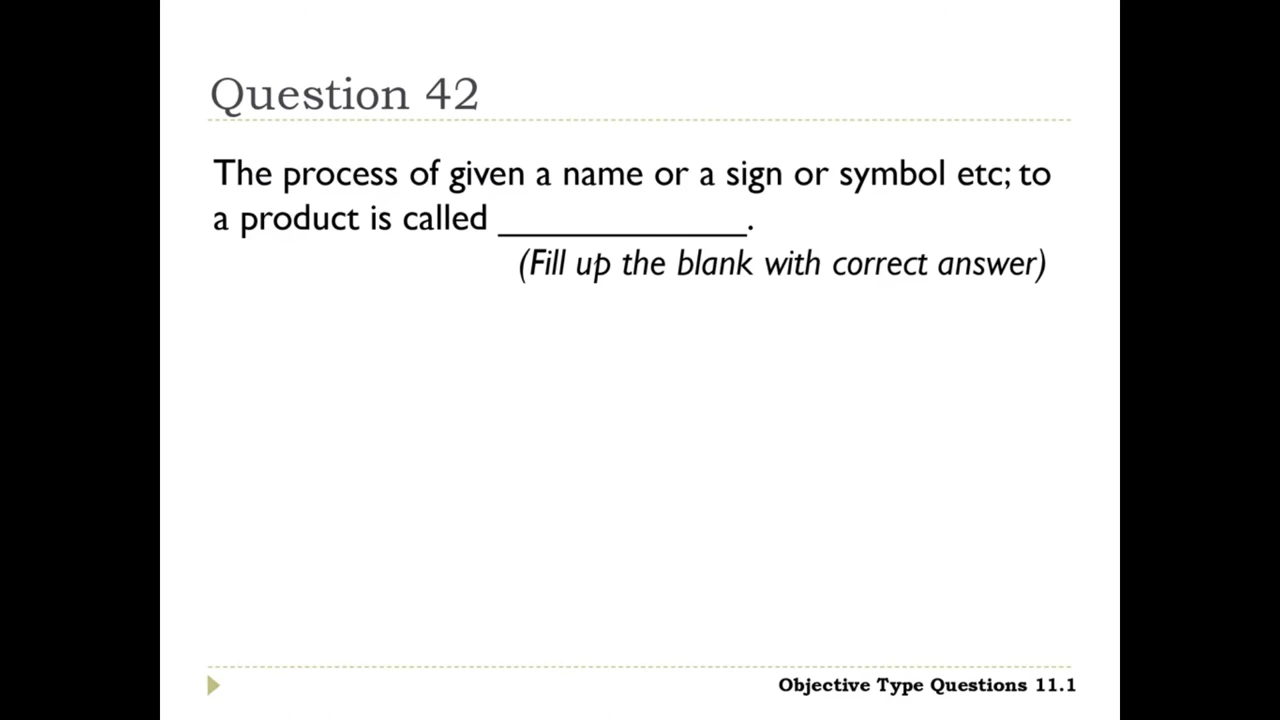 Question 42
The process of given a name or a sign or symbol etc; to
a product is called _____________.
(Fill up the blank with correct answer)
Objective Type Questions 11.1